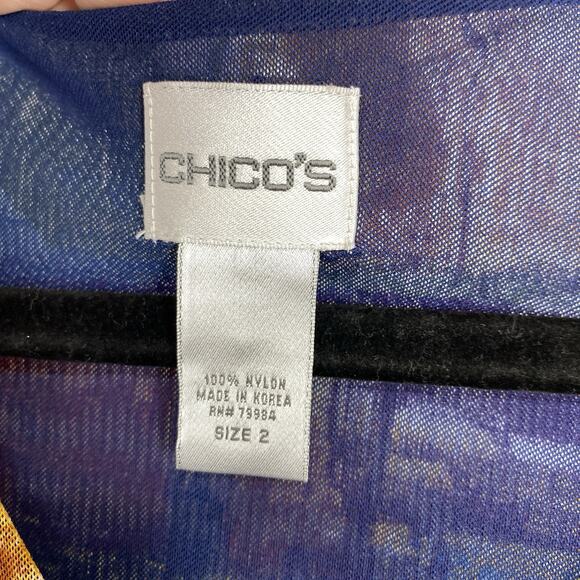 CHICO'S
100% NYLON
MADE IN KOREA
RN# 79984
SIZE 2